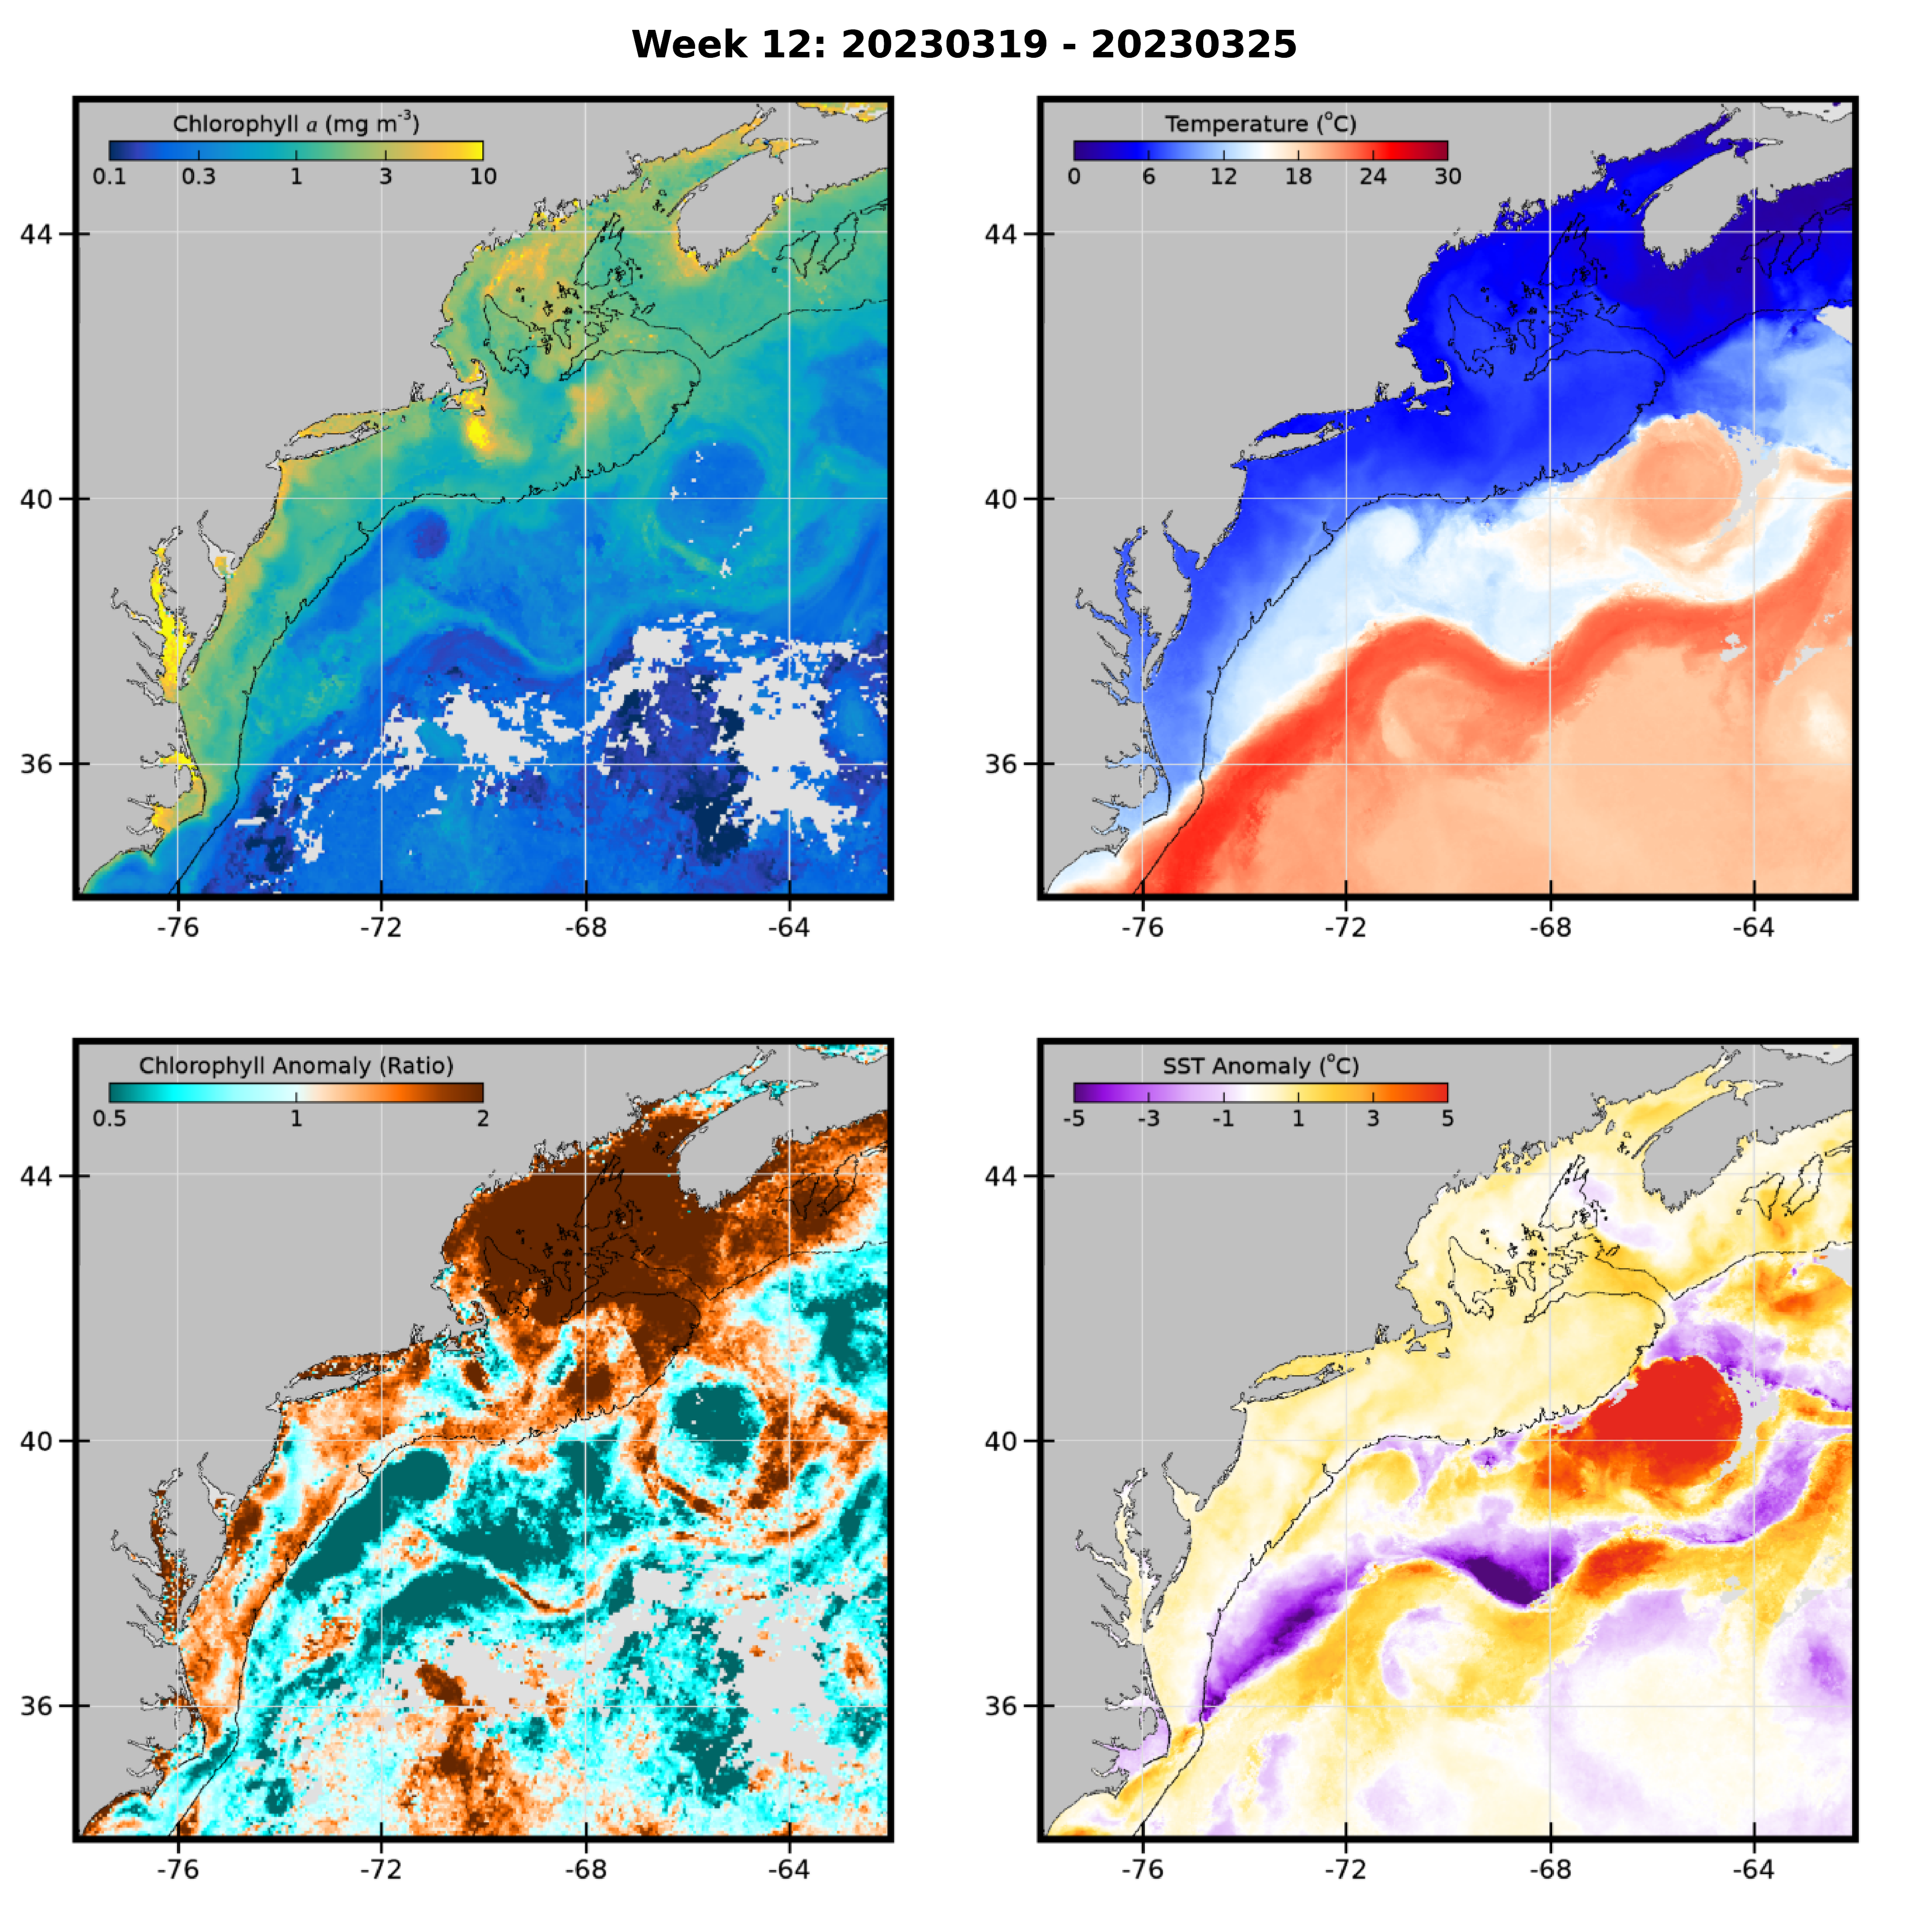 Week 12: 20230319 - 20230325
Chlorophyll a (mg m-3)
0.1 0.3 1 3 10
44
40
36
-76 -72 -68 -64
Temperature (oC)
0 6 12 18 24 30
44
40
36
-76 -72 -68 -64
Chlorophyll Anomaly (Ratio)
0.5 1 2
44
40
36
-76 -72 -68 -64
SST Anomaly (oC)
-5 -3 -1 1 3 5
44
40
36
-76 -72 -68 -64